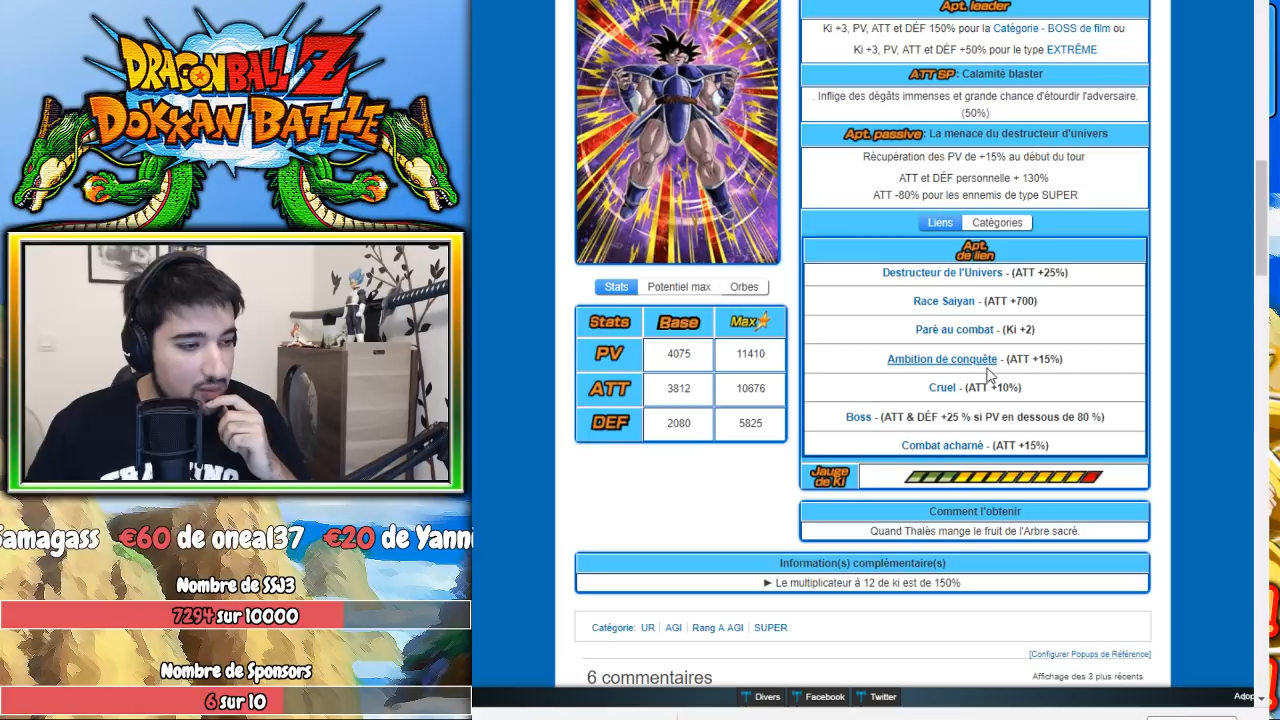 DRAGON BALL Z
DOKKAN BATTLE
TRAINING
Samagass €60 de oneal37 €20 de Yanni
Nombre de SSJ3
7294 sur 10000
Nombre de Sponsors
6 sur 10
Apt. leader
Ki +3, PV, ATT et DÉF 150% pour la Catégorie - BOSS de film ou
Ki +3, PV, ATT et DÉF +50% pour le type EXTRÊME
ATT SP: Calamité blaster
. Inflige des dégâts immenses et grande chance d'étourdir l'adversaire.
(50%)
Apt. passive: La menace du destructeur d'univers
Récupération des PV de +15% au début du tour
ATT et DÉF personnelle + 130%
ATT -80% pour les ennemis de type SUPER
Liens Catégories
Apt. de lien
Destructeur de l'Univers - (ATT +25%)
Race Saiyan - (ATT +700)
Paré au combat - (Ki +2)
Ambition de conquête - (ATT +15%)
Cruel - (ATT +10%)
Boss - (ATT & DÉF +25 % si PV en dessous de 80 %)
Combat acharné - (ATT +15%)
Jauge de Ki
Stats Potentiel max Orbes
Stats Base Max
PV 4075 11410
ATT 3812 10676
DEF 2080 5825
Comment l'obtenir
Quand Thalès mange le fruit de l'Arbre sacré.
Information(s) complémentaire(s)
► Le multiplicateur à 12 de ki est de 150%
Catégorie: UR AGI Rang A AGI SUPER
[Configurer Popups de Référence]
6 commentaires
Affichage des 3 plus récents
Divers Facebook Twitter
Adop